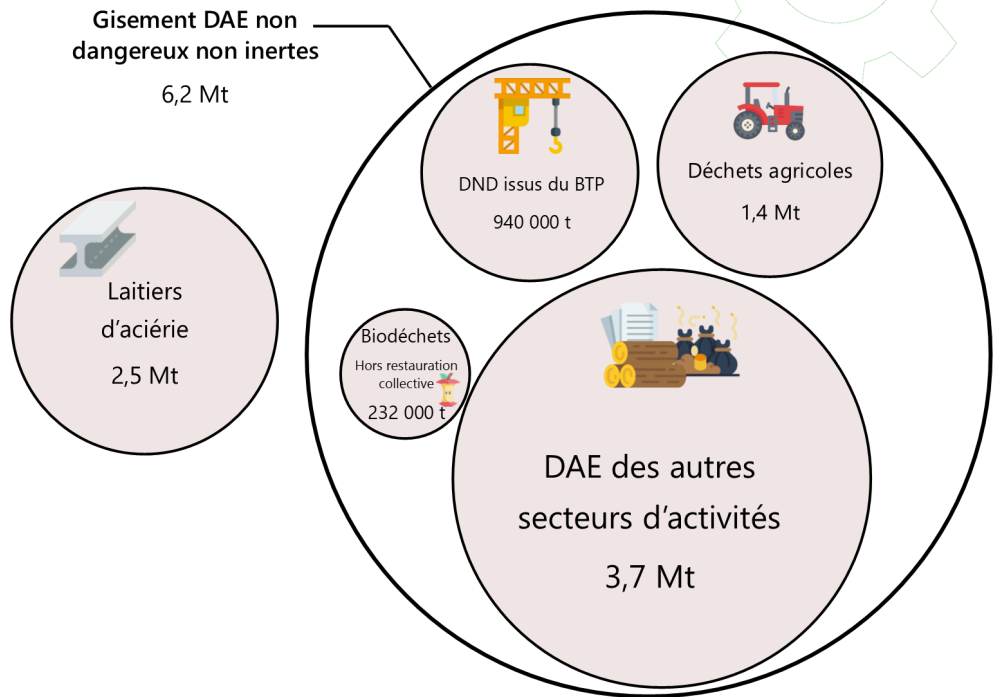 Gisement DAE non
dangereux non inertes
6,2 Mt
DND issus du BTP
940 000 t
Déchets agricoles
1,4 Mt
Laitiers
d’aciérie
2,5 Mt
Biodéchets
Hors restauration
collective
232 000 t
DAE des autres
secteurs d’activités
3,7 Mt